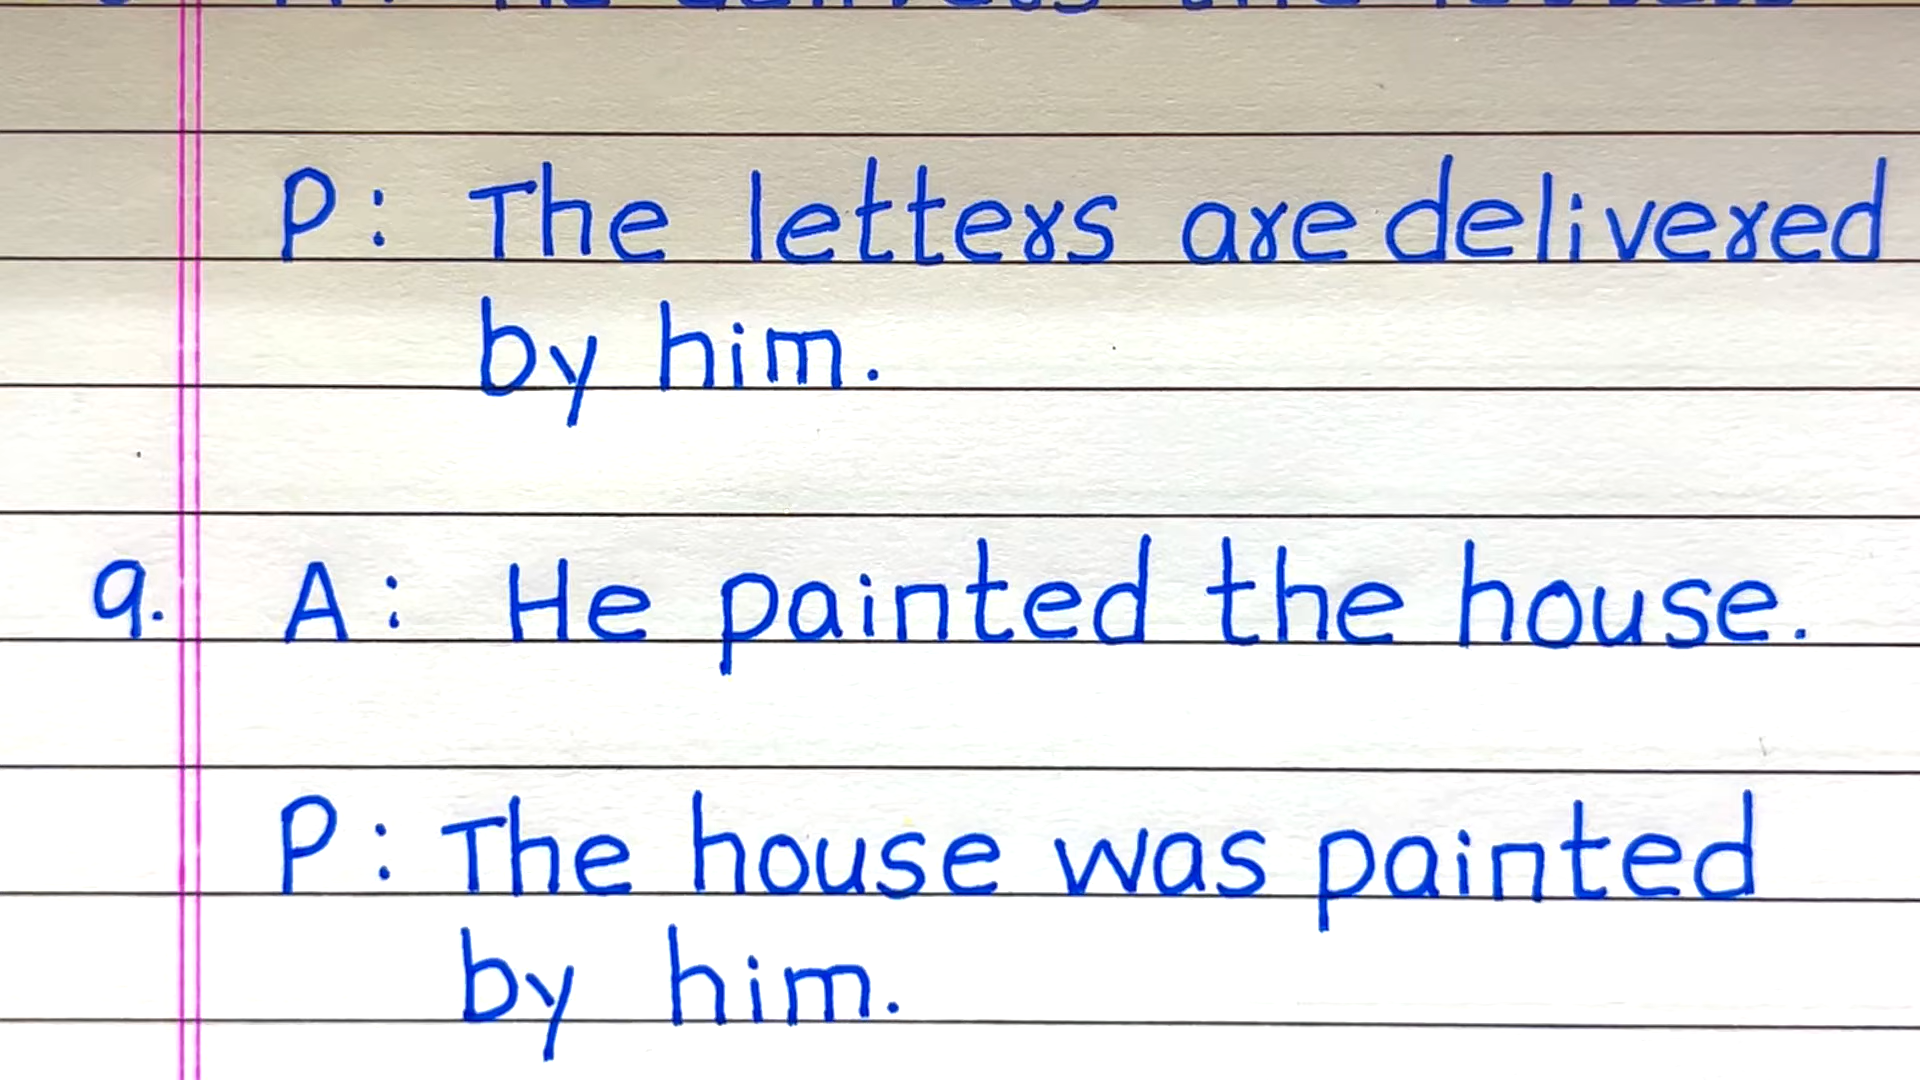 P: The letters are delivered
by him.
9. A: He painted the house.
P: The house was painted
by him.